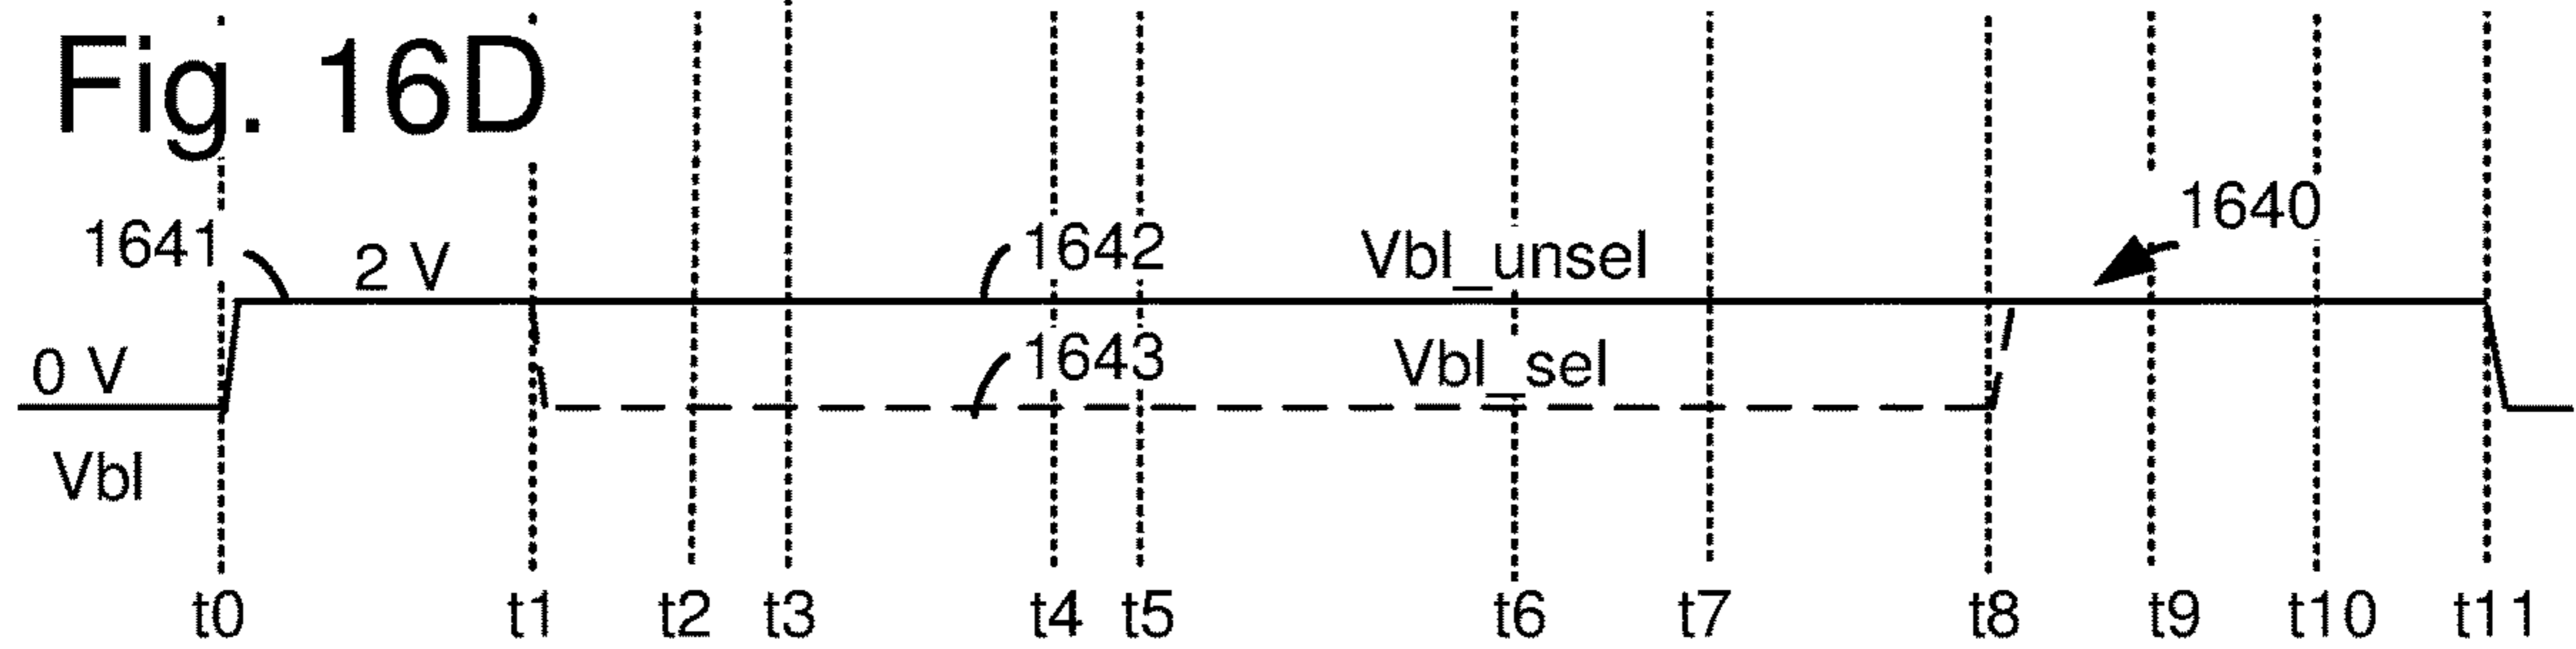 Fig. 16D
1640
1641
2 V
1642
Vbl_unsel
0 V
1643
Vbl_sel
Vbl
t0 t1 t2 t3 t4 t5 t6 t7 t8 t9 t10 t11